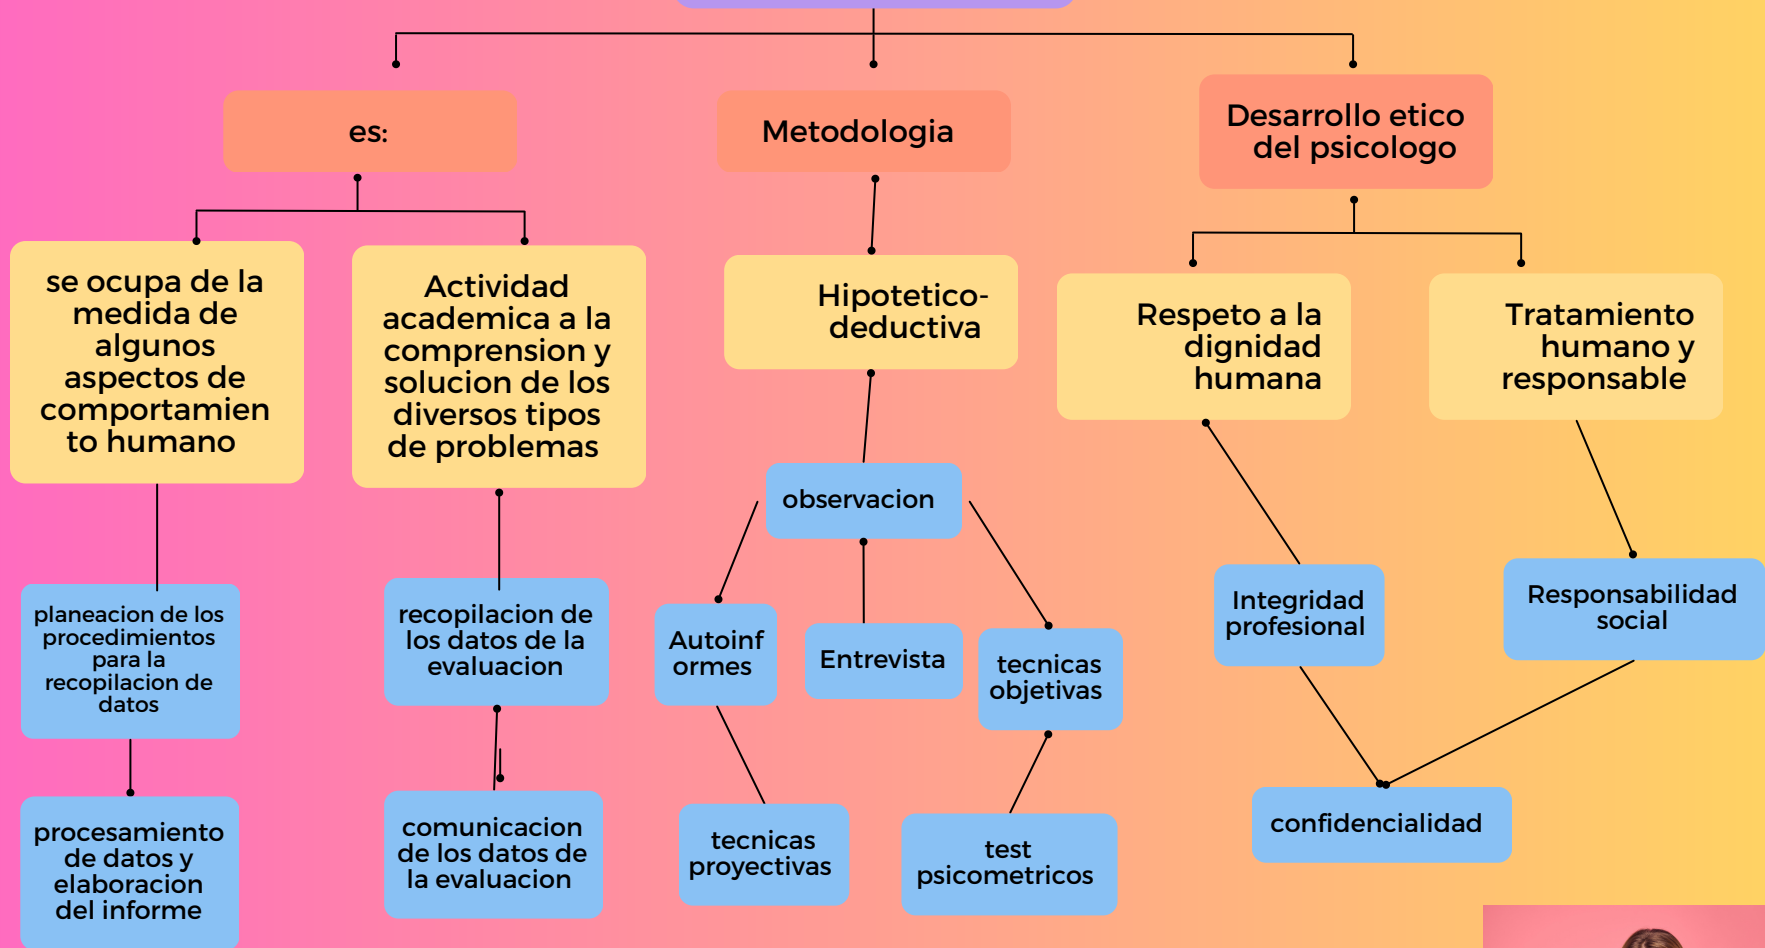 es:
Metodologia
Desarrollo etico
del psicologo
se ocupa de la
medida de
algunos
aspectos de
comportamien
to humano
Actividad
academica a la
comprension y
solucion de los
diversos tipos
de problemas
Hipotetico-
deductiva
Respeto a la
dignidad
humana
Tratamiento
humano y
responsable
observacion
planeacion de los
procedimientos
para la
recopilacion de
datos
recopilacion de
los datos de la
evaluacion
Autoinf
ormes
Entrevista
tecnicas
objetivas
Integridad
profesional
Responsabilidad
social
procesamiento
de datos y
elaboracion
del informe
comunicacion
de los datos de
la evaluacion
tecnicas
proyectivas
test
psicometricos
confidencialidad